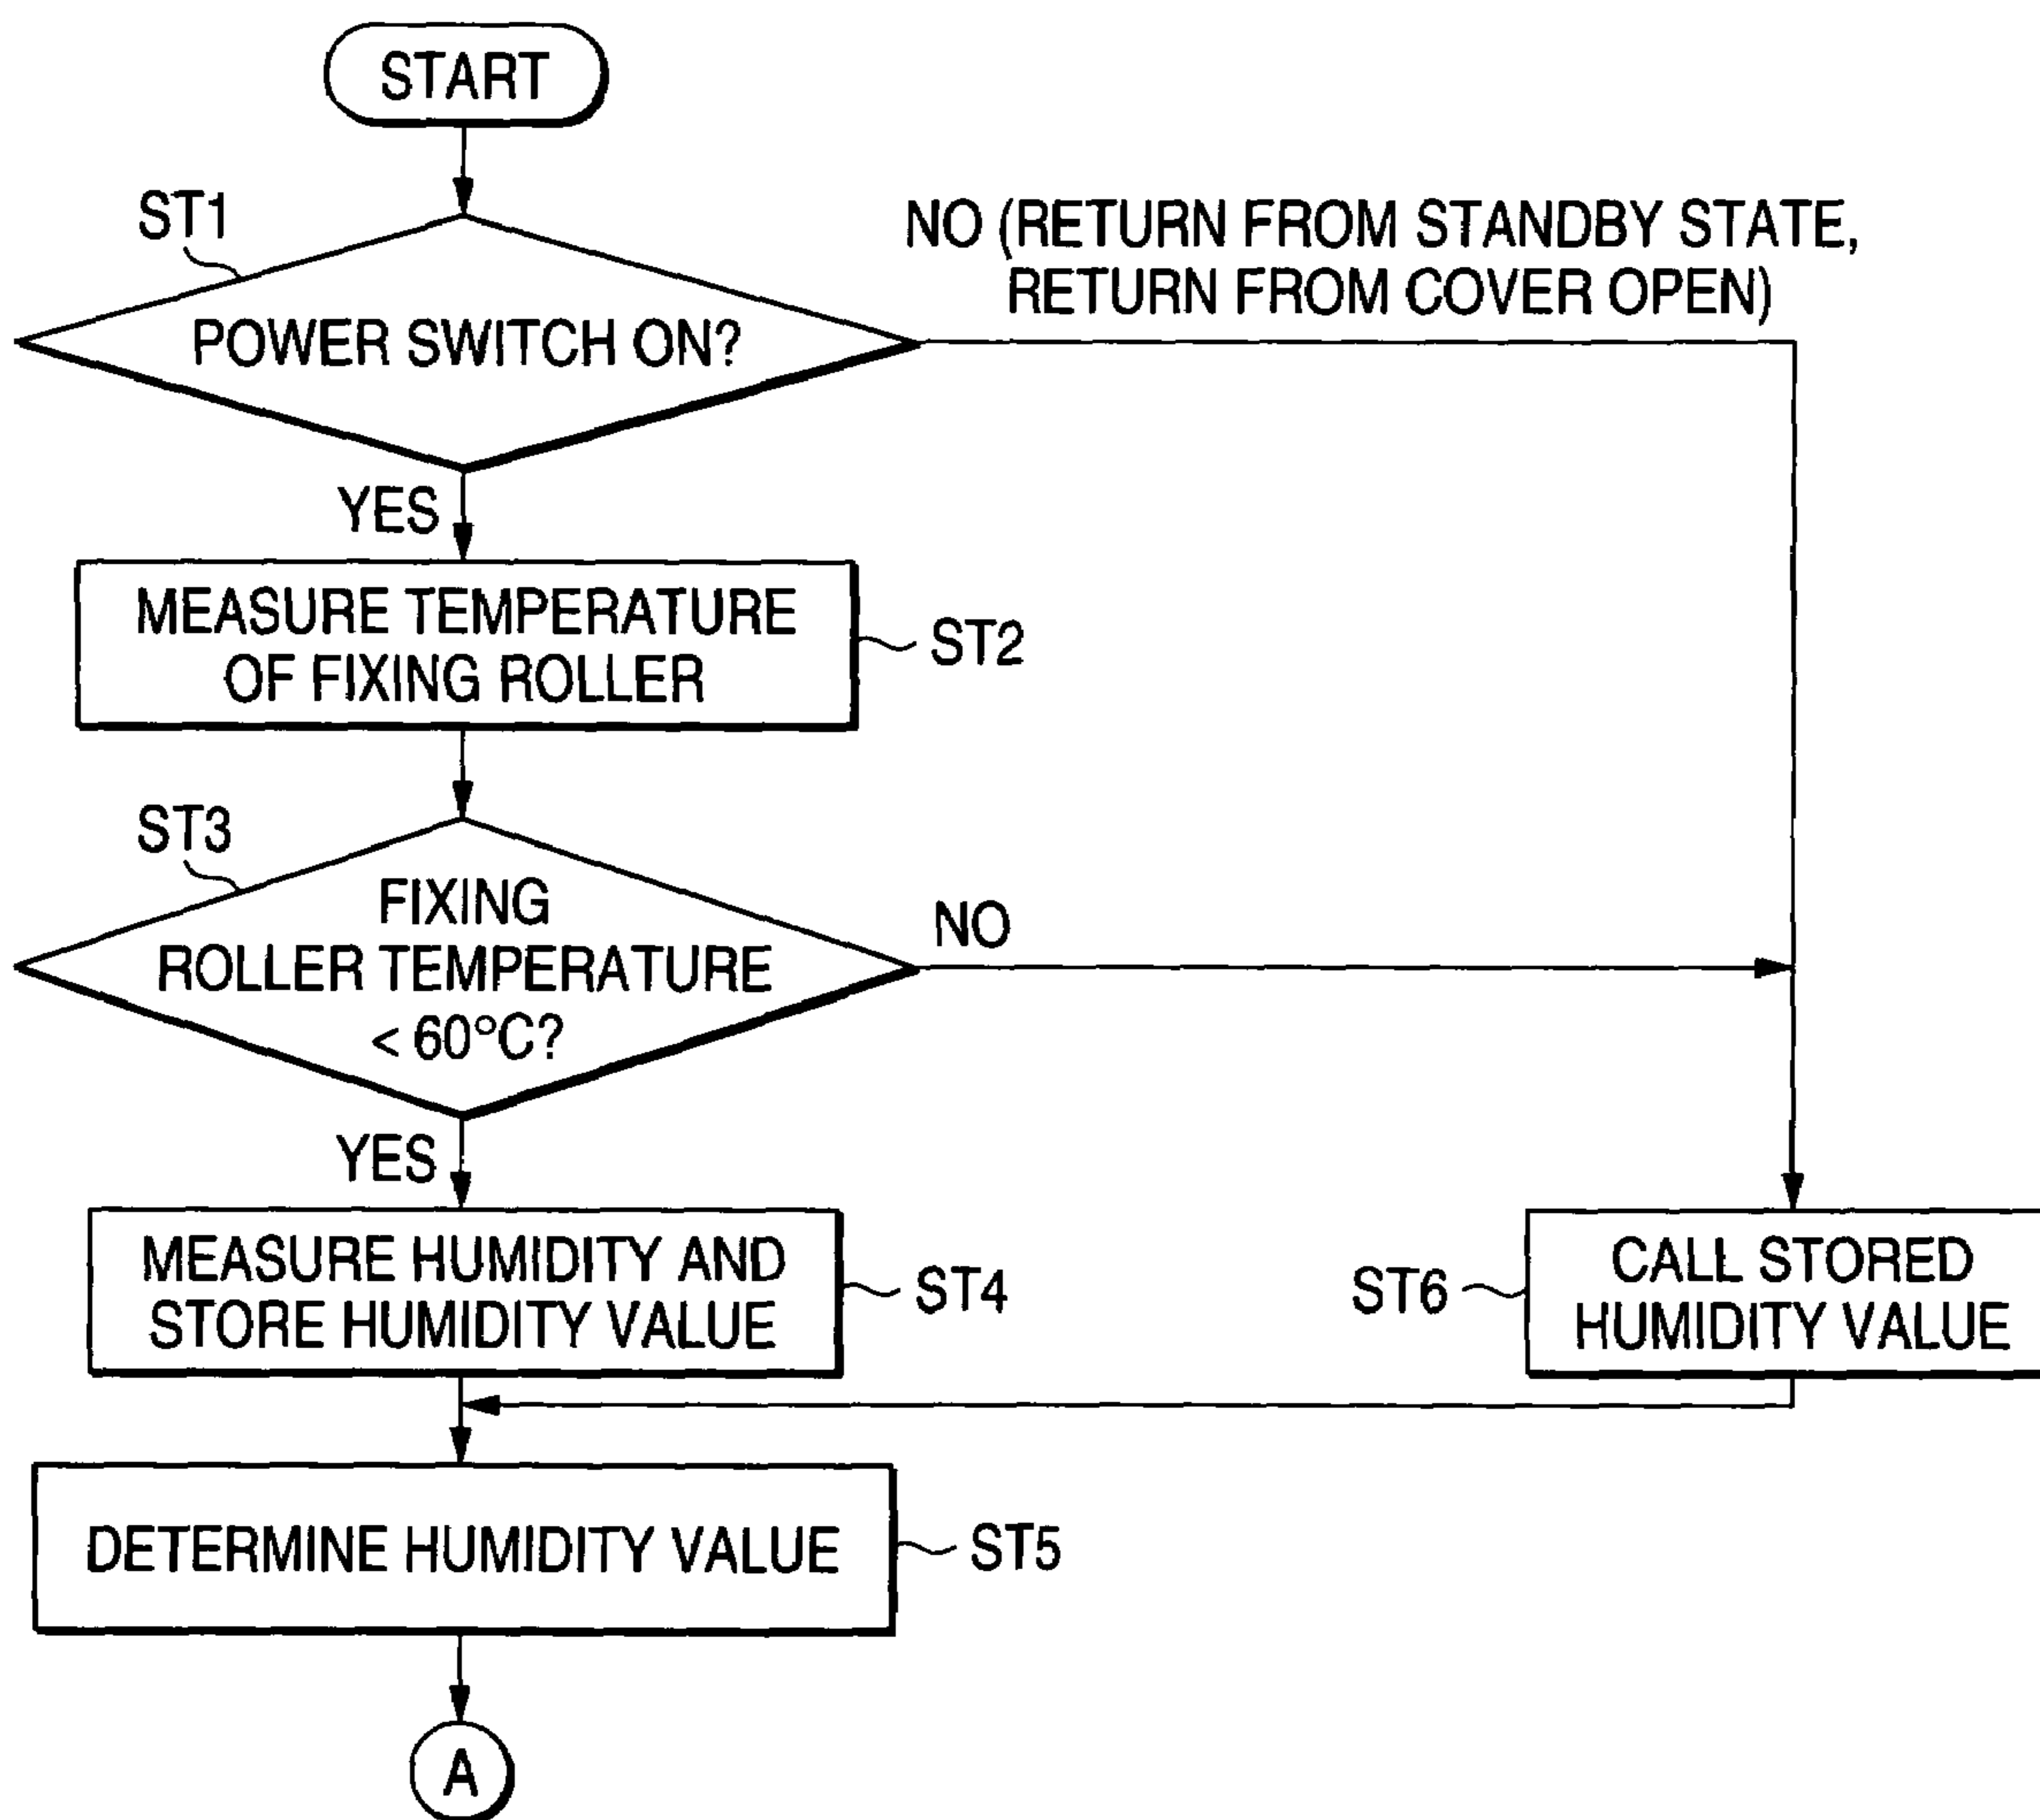 START
ST1
NO (RETURN FROM STANDBY STATE,
RETURN FROM COVER OPEN)
POWER SWITCH ON?
YES
MEASURE TEMPERATURE
OF FIXING ROLLER
ST2
ST3
FIXING
ROLLER TEMPERATURE
< 60°C?
NO
YES
MEASURE HUMIDITY AND
STORE HUMIDITY VALUE
ST4
ST6
CALL STORED
HUMIDITY VALUE
DETERMINE HUMIDITY VALUE
ST5
A